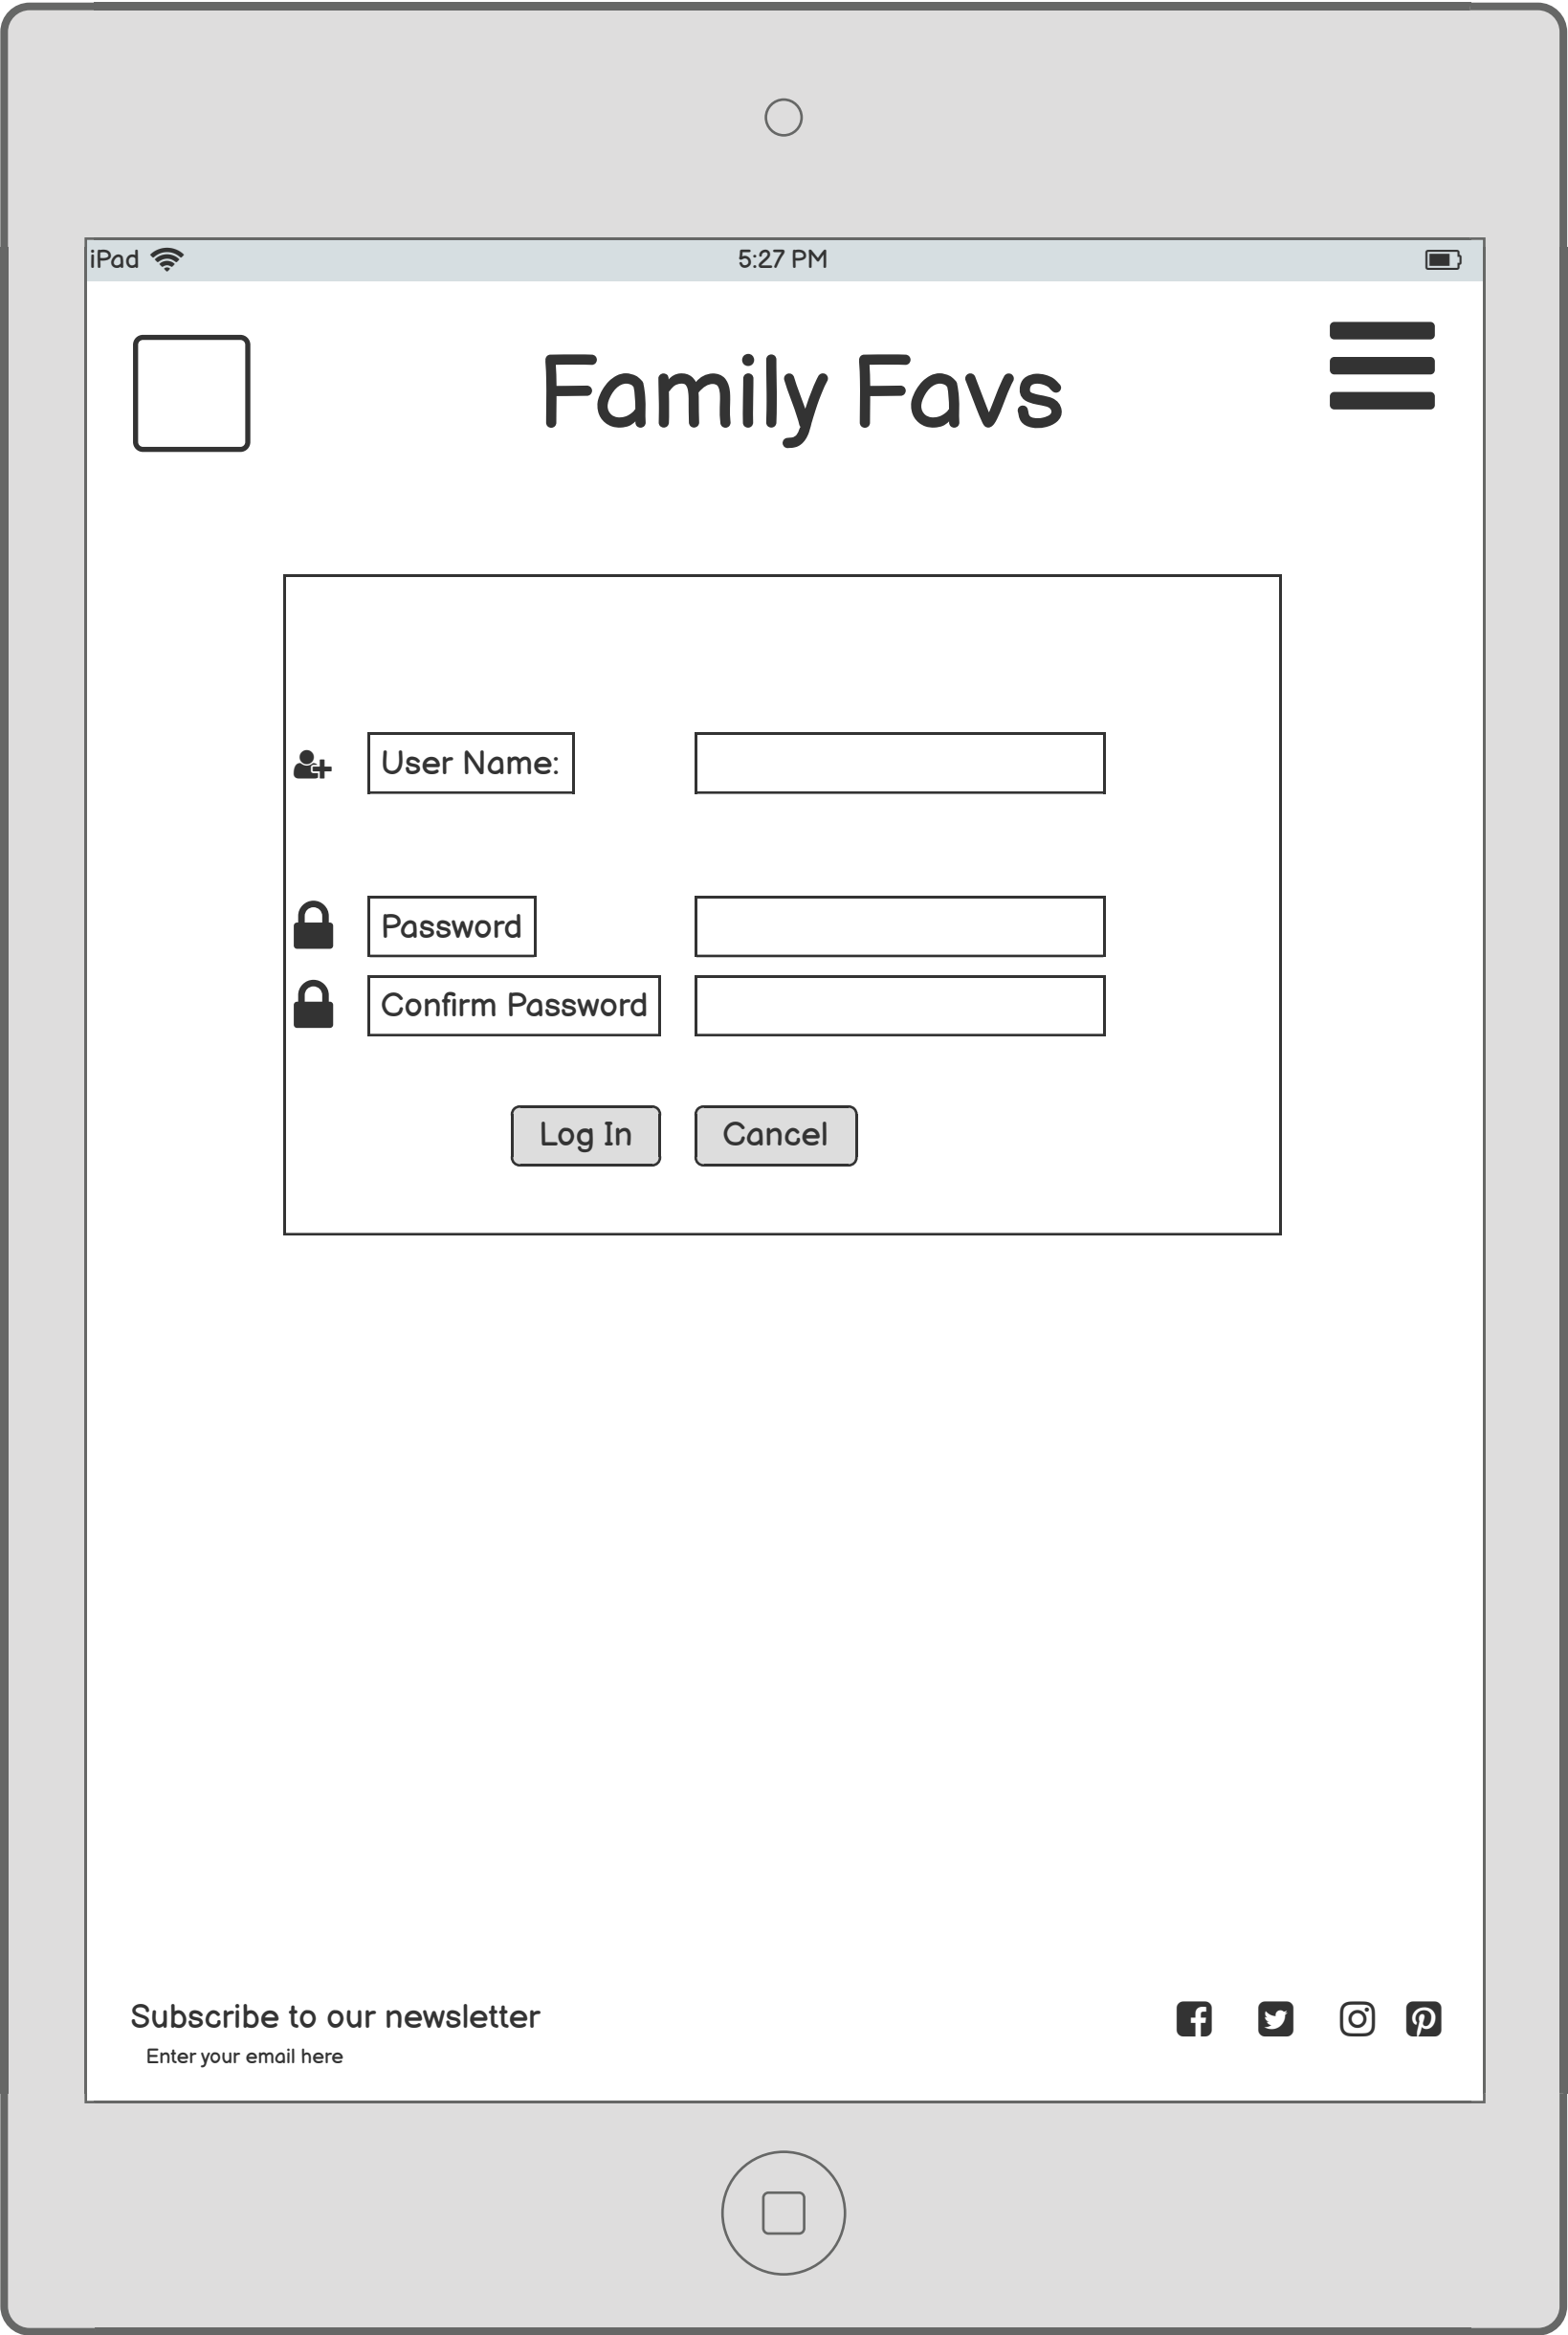 iPad 5:27 PM
Family Favs
User Name:
Password
Confirm Password
Log In Cancel
Subscribe to our newsletter
Enter your email here